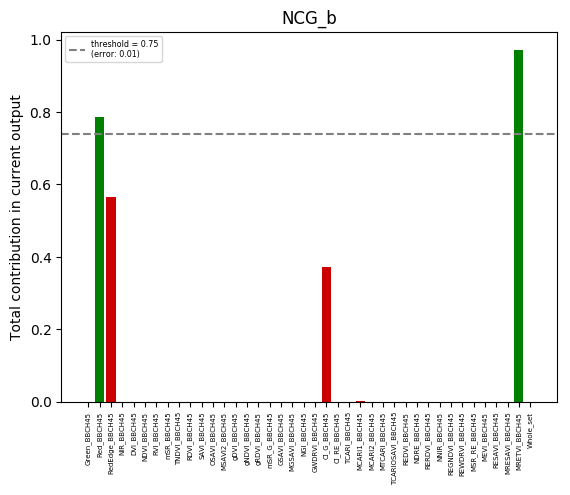 NCG_b
threshold = 0.75
(error: 0.01)
Total contribution in current output
1.0
0.8
0.6
0.4
0.2
0.0
Green_BBCH45
Red_BBCH45
RedEdge_BBCH45
NIR_BBCH45
DVI_BBCH45
NDVI_BBCH45
RVI_BBCH45
mSR_BBCH45
TNDVI_BBCH45
RDVI_BBCH45
SAVI_BBCH45
OSAVI_BBCH45
MSAVI2_BBCH45
gDVI_BBCH45
gNDVI_BBCH45
gRDVI_BBCH45
mSR_G_BBCH45
GSAVI_BBCH45
MGSAVI_BBCH45
NGI_BBCH45
GWDRVI_BBCH45
CI_G_BBCH45
CI_RE_BBCH45
TCARI_BBCH45
MCARI1_BBCH45
MCARI2_BBCH45
MTCARI_BBCH45
TCARIOSAVI_BBCH45
REDVI_BBCH45
NDRE_BBCH45
RERDVI_BBCH45
NNIR_BBCH45
REGNDVI_BBCH45
REWDRVI_BBCH45
MSR_RE_BBCH45
MEVI_BBCH45
RESAVI_BBCH45
MRESAVI_BBCH45
MRETVI_BBCH45
Whole_set